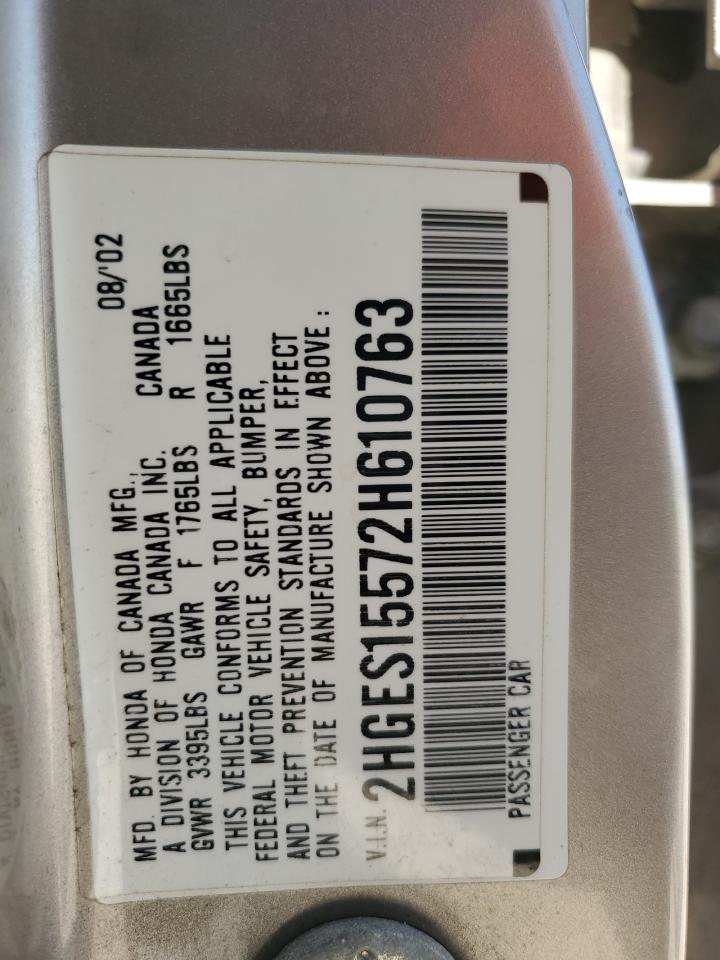 08/'02
MFD. BY HONDA OF CANADA MFG.,
A DIVISION OF HONDA CANADA INC. CANADA
GVWR 3395LBS GAWR F 1765LBS R 1665LBS
THIS VEHICLE CONFORMS TO ALL APPLICABLE
FEDERAL MOTOR VEHICLE SAFETY, BUMPER,
AND THEFT PREVENTION STANDARDS IN EFFECT
ON THE DATE OF MANUFACTURE SHOWN ABOVE:
V.I.N. 2HGES15572H610763
PASSENGER CAR